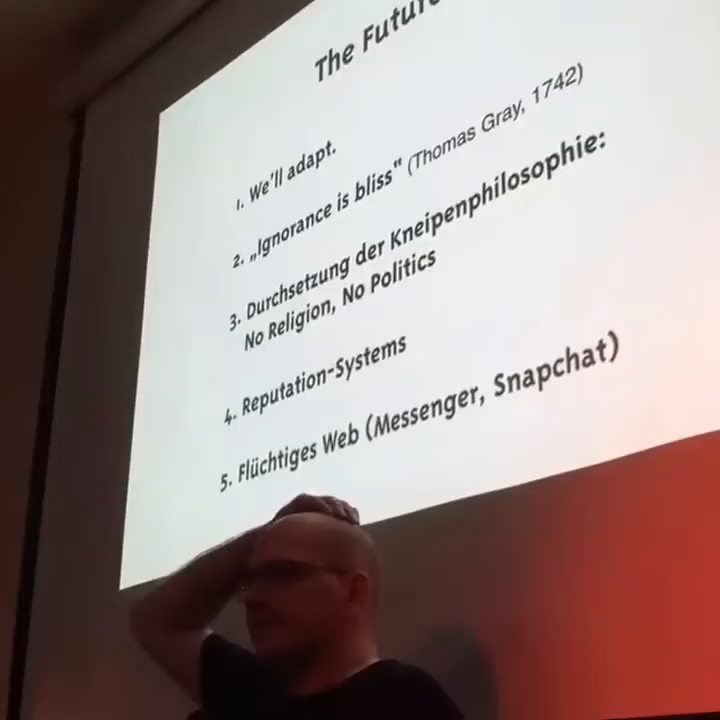 The Future
1. We'll adapt.
2. „Ignorance is bliss" (Thomas Gray, 1742)
3. Durchsetzung der Kneipenphilosophie:
No Religion, No Politics
4. Reputation-Systems
5. Flüchtiges Web (Messenger, Snapchat)